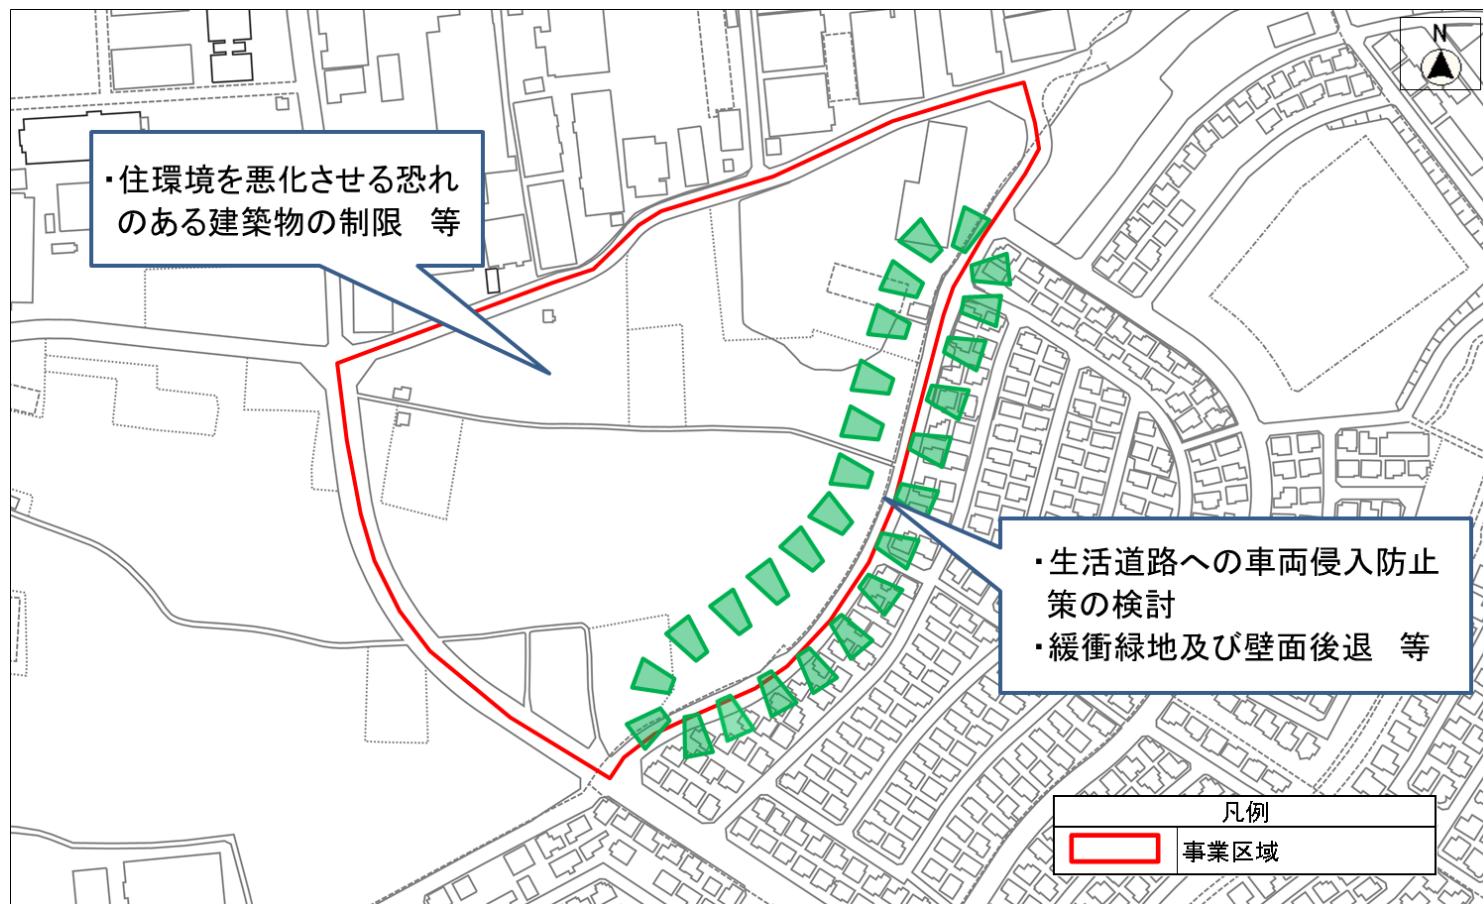 N
・住環境を悪化させる恐れ
のある建築物の制限　等
・生活道路への車両侵入防止
策の検討
・緩衝緑地及び壁面後退　等
凡例
事業区域